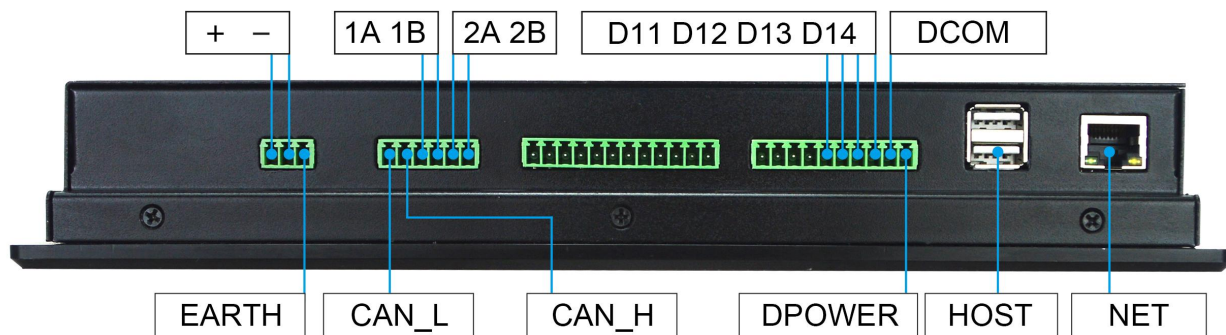 + −
1A 1B
2A 2B
D11 D12 D13 D14
DCOM
EARTH
CAN_L
CAN_H
DPOWER
HOST
NET